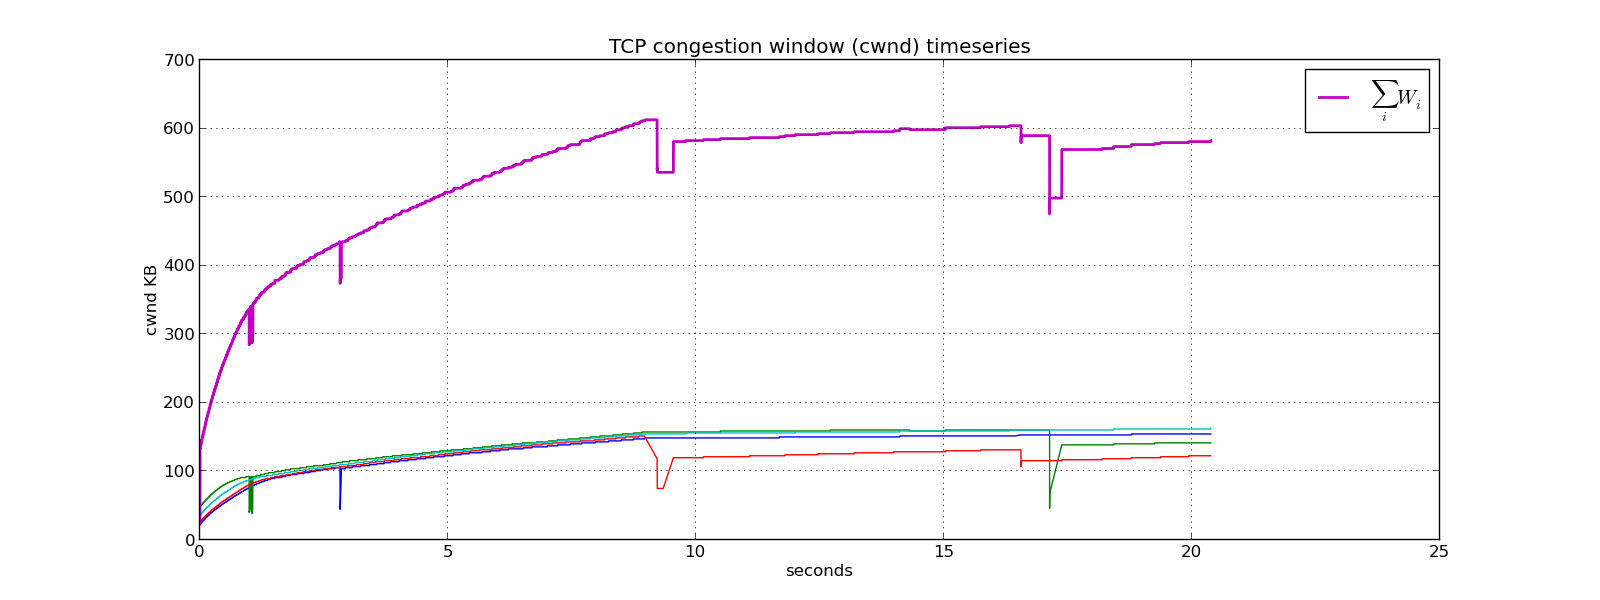 TCP congestion window (cwnd) timeseries
700
600
500
400
300
200
100
0
cwnd KB
0 5 10 15 20 25
seconds
∑W_i
i